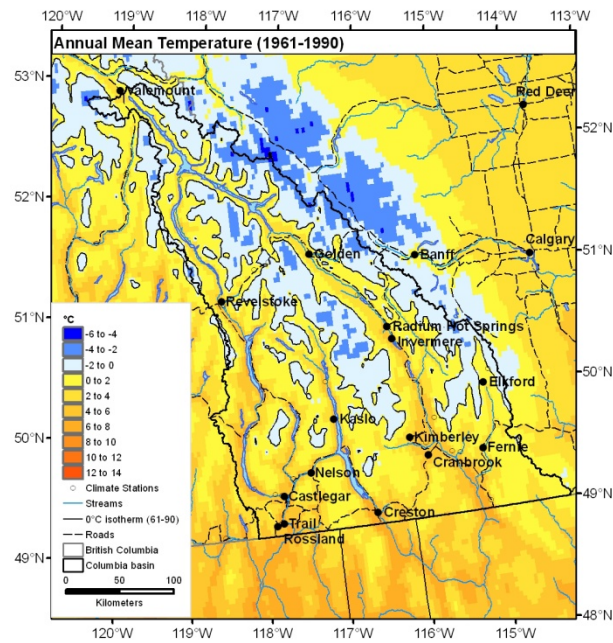 120°W 119°W 118°W 117°W 116°W 115°W 114°W 113°W
Annual Mean Temperature (1961-1990)
53°N
Valemount
Red Deer
52°N
52°N
51°N
Calgary
Banff
Golden
51°N
Revelstoke
Radium Hot Springs
Invermere
50°N
Elkford
Kaslo
50°N
Kimberley
Fernie
Cranbrook
Nelson
49°N
Castlegar
Creston
Trail
Rossland
49°N
48°N
°C
-6 to -4
-4 to -2
-2 to 0
0 to 2
2 to 4
4 to 6
6 to 8
8 to 10
10 to 12
12 to 14
Climate Stations
Streams
0°C isotherm (61-90)
Roads
British Columbia
Columbia basin
0 50 100
Kilometers
120°W 119°W 118°W 117°W 116°W 115°W 114°W 113°W